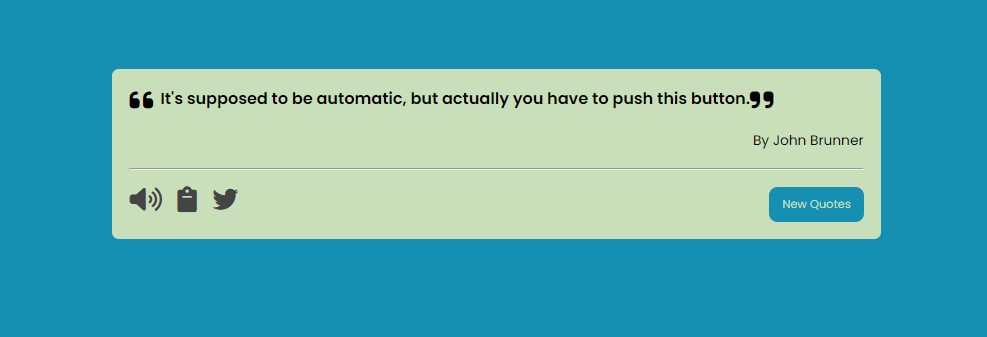 ❝ It's supposed to be automatic, but actually you have to push this button.❞
By John Brunner
New Quotes